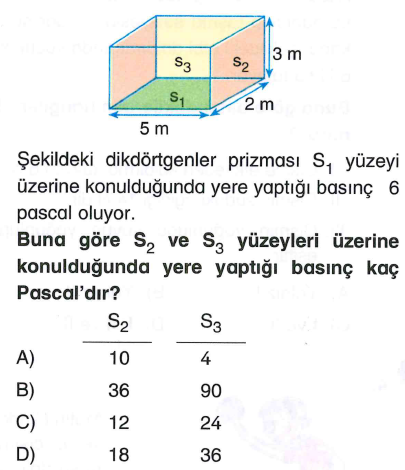 S₃
S₂
3 m
S₁
2 m
5 m
Şekildeki dikdörtgenler prizması S₁ yüzeyi
üzerine konulduğunda yere yaptığı basınç 6
pascal oluyor.
Buna göre S₂ ve S₃ yüzeyleri üzerine
konulduğunda yere yaptığı basınç kaç
Pascal'dır?
S₂ S₃
A) 10 4
B) 36 90
C) 12 24
D) 18 36